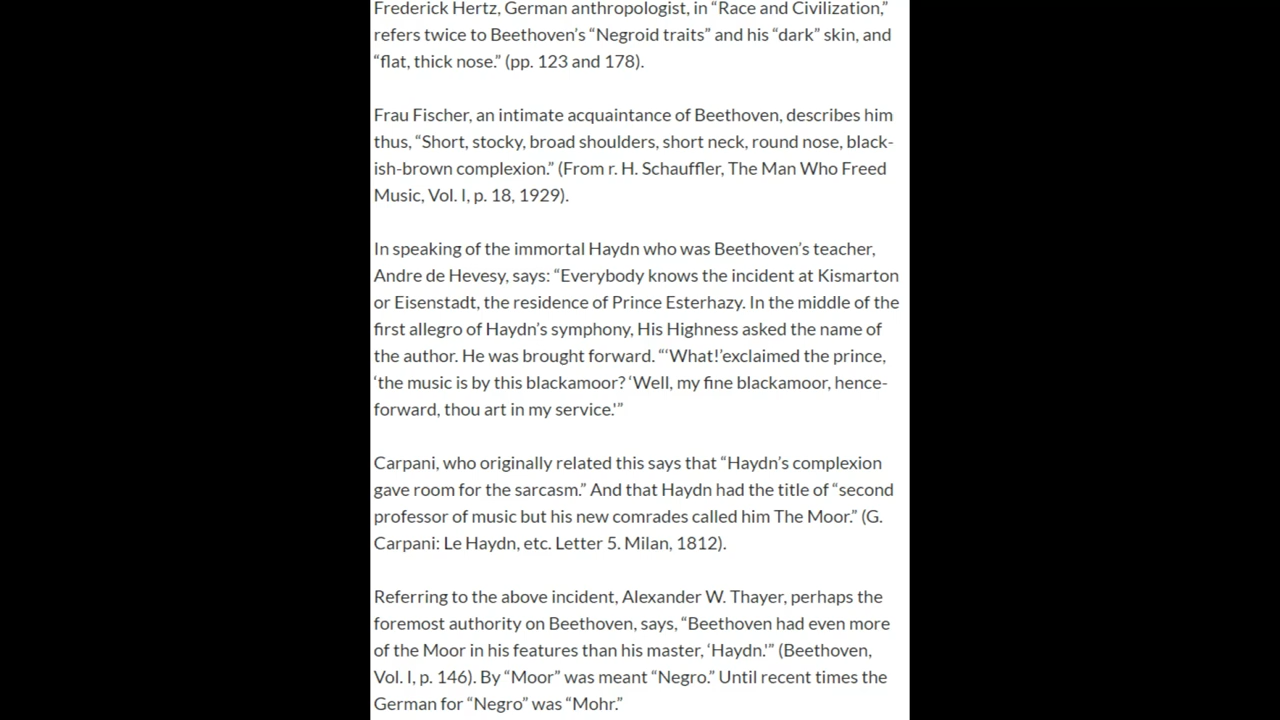 Frederick Hertz, German anthropologist, in “Race and Civilization,”
refers twice to Beethoven’s “Negroid traits” and his “dark” skin, and
“flat, thick nose.” (pp. 123 and 178).
Frau Fischer, an intimate acquaintance of Beethoven, describes him
thus, “Short, stocky, broad shoulders, short neck, round nose, black-
ish-brown complexion.” (From r. H. Schauffler, The Man Who Freed
Music, Vol. I, p. 18, 1929).
In speaking of the immortal Haydn who was Beethoven’s teacher,
Andre de Hevesy, says: “Everybody knows the incident at Kismarton
or Eisenstadt, the residence of Prince Esterhazy. In the middle of the
first allegro of Haydn’s symphony, His Highness asked the name of
the author. He was brought forward. “‘What!’exclaimed the prince,
‘the music is by this blackamoor? ‘Well, my fine blackamoor, hence-
forward, thou art in my service.'”
Carpani, who originally related this says that “Haydn’s complexion
gave room for the sarcasm.” And that Haydn had the title of “second
professor of music but his new comrades called him The Moor.” (G.
Carpani: Le Haydn, etc. Letter 5. Milan, 1812).
Referring to the above incident, Alexander W. Thayer, perhaps the
foremost authority on Beethoven, says, “Beethoven had even more
of the Moor in his features than his master, ‘Haydn.'” (Beethoven,
Vol. I, p. 146). By “Moor” was meant “Negro.” Until recent times the
German for “Negro” was “Mohr.”